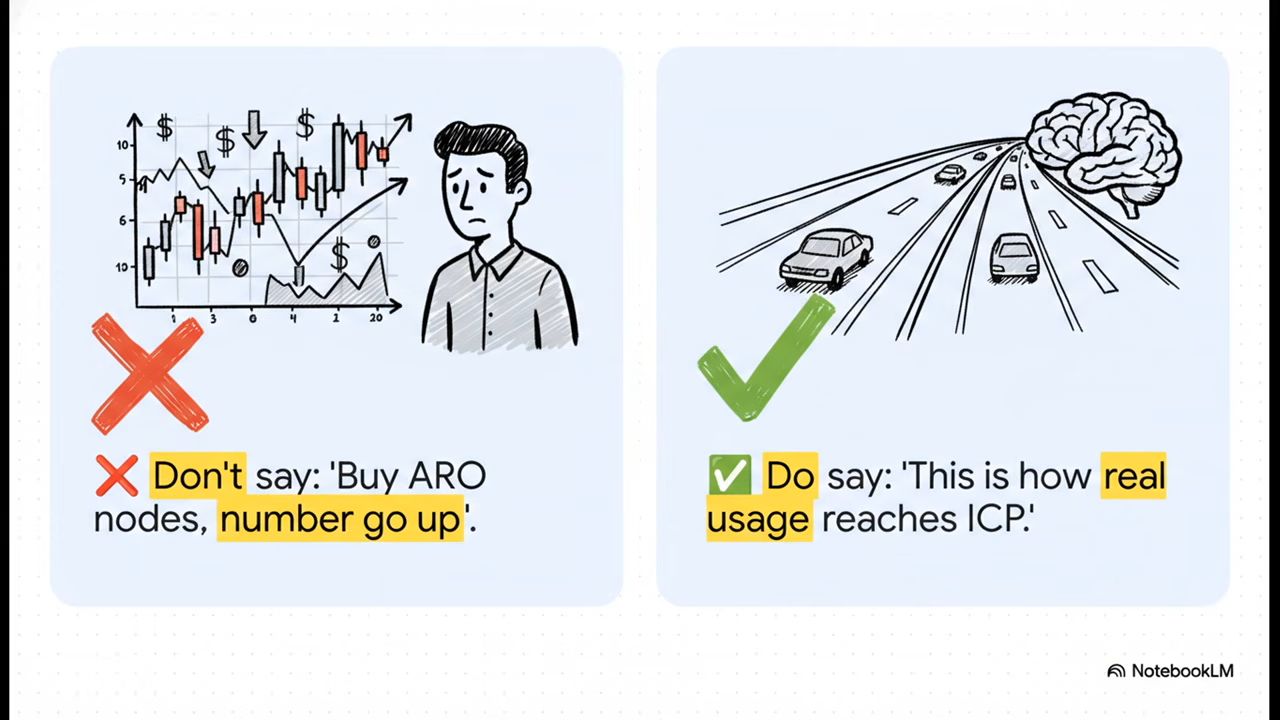 $ $ $
10
5
6
10
$
1 3 0 4 1 20
❌ Don't say: 'Buy ARO
nodes, number go up'.
✅ Do say: 'This is how real
usage reaches ICP.'
NotebookLM